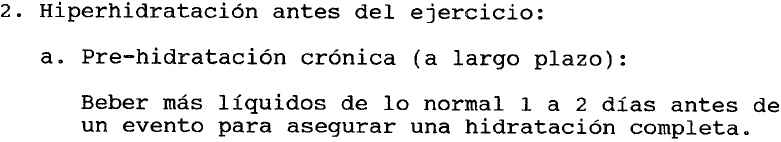 2. Hiperhidratación antes del ejercicio:
a. Pre-hidratación crónica (a largo plazo):
Beber más líquidos de lo normal 1 a 2 días antes de
un evento para asegurar una hidratación completa.